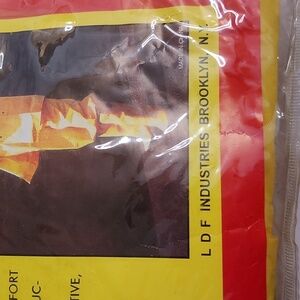 L D F INDUSTRIES BROOKLYN, N.
FORT
UC-
TIVE,